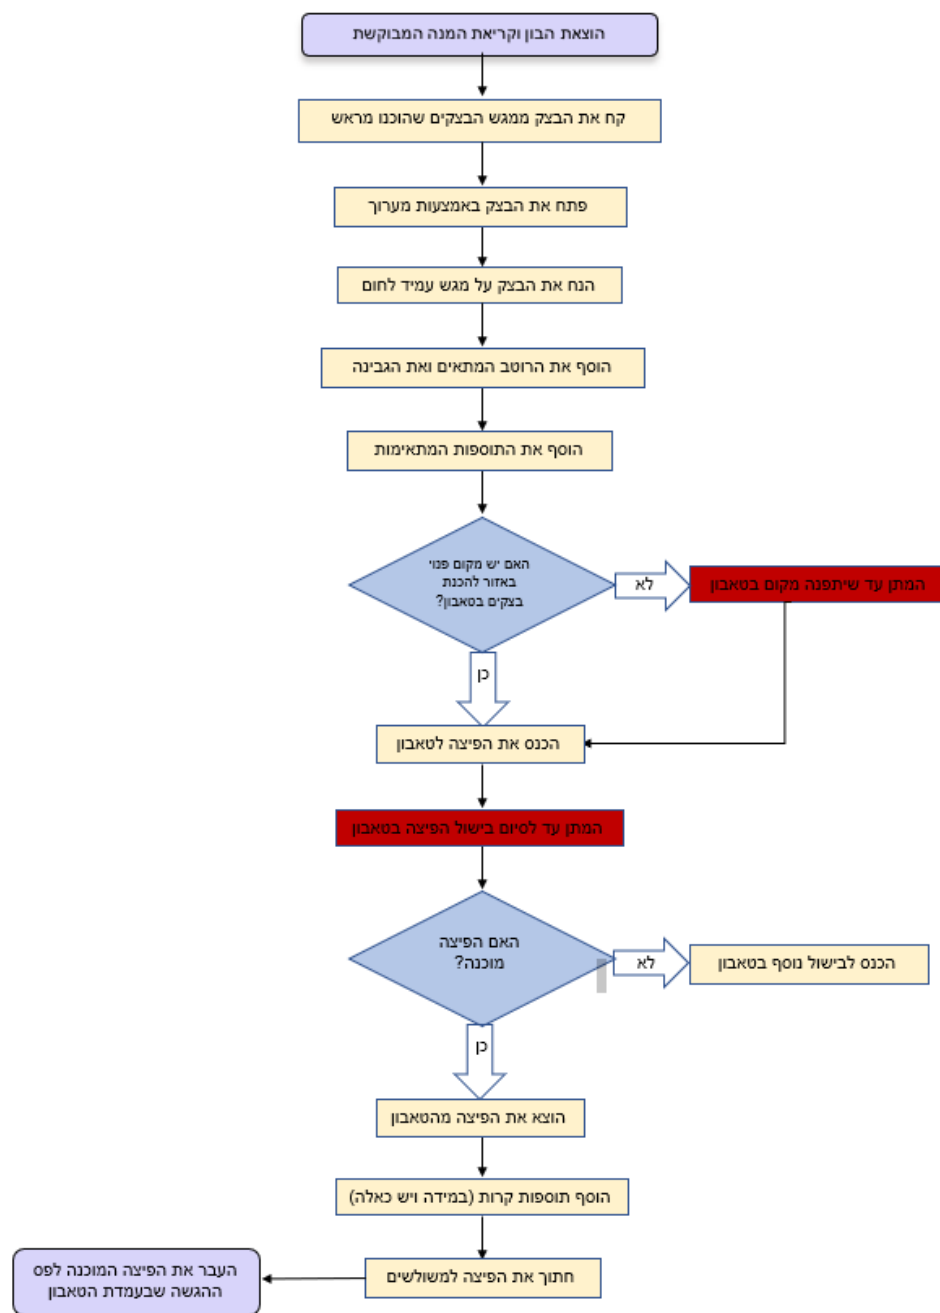 הוצאת הבון וקריאת המנה המבוקשת
קח את הבצק ממגש הבצקים שהוכנו מראש
פתח את הבצק באמצעות מערוך
הנח את הבצק על מגש עמיד לחום
הוסף את הרוטב המתאים ואת הגבינה
הוסף את התוספות המתאימות
האם יש מקום פנוי
באזור להכנת
בצקים בטאבון?
לא
המתן עד שיתפנה מקום בטאבון
כן
הכנס את הפיצה לטאבון
המתן עד לסיום בישול הפיצה בטאבון
האם הפיצה
מוכנה?
לא
הכנס לבישול נוסף בטאבון
כן
הוצא את הפיצה מהטאבון
הוסף תוספות קרות (במידה ויש כאלה)
חתוך את הפיצה למשולשים
העבר את הפיצה המוכנה לפס
ההגשה שבעמדת הטאבון